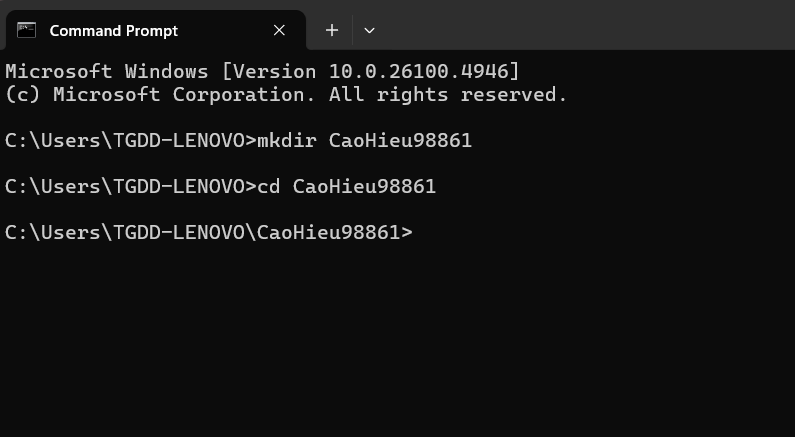 Command Prompt
Microsoft Windows [Version 10.0.26100.4946]
(c) Microsoft Corporation. All rights reserved.
C:\Users\TGDD-LENOVO>mkdir CaoHieu98861
C:\Users\TGDD-LENOVO>cd CaoHieu98861
C:\Users\TGDD-LENOVO\CaoHieu98861>